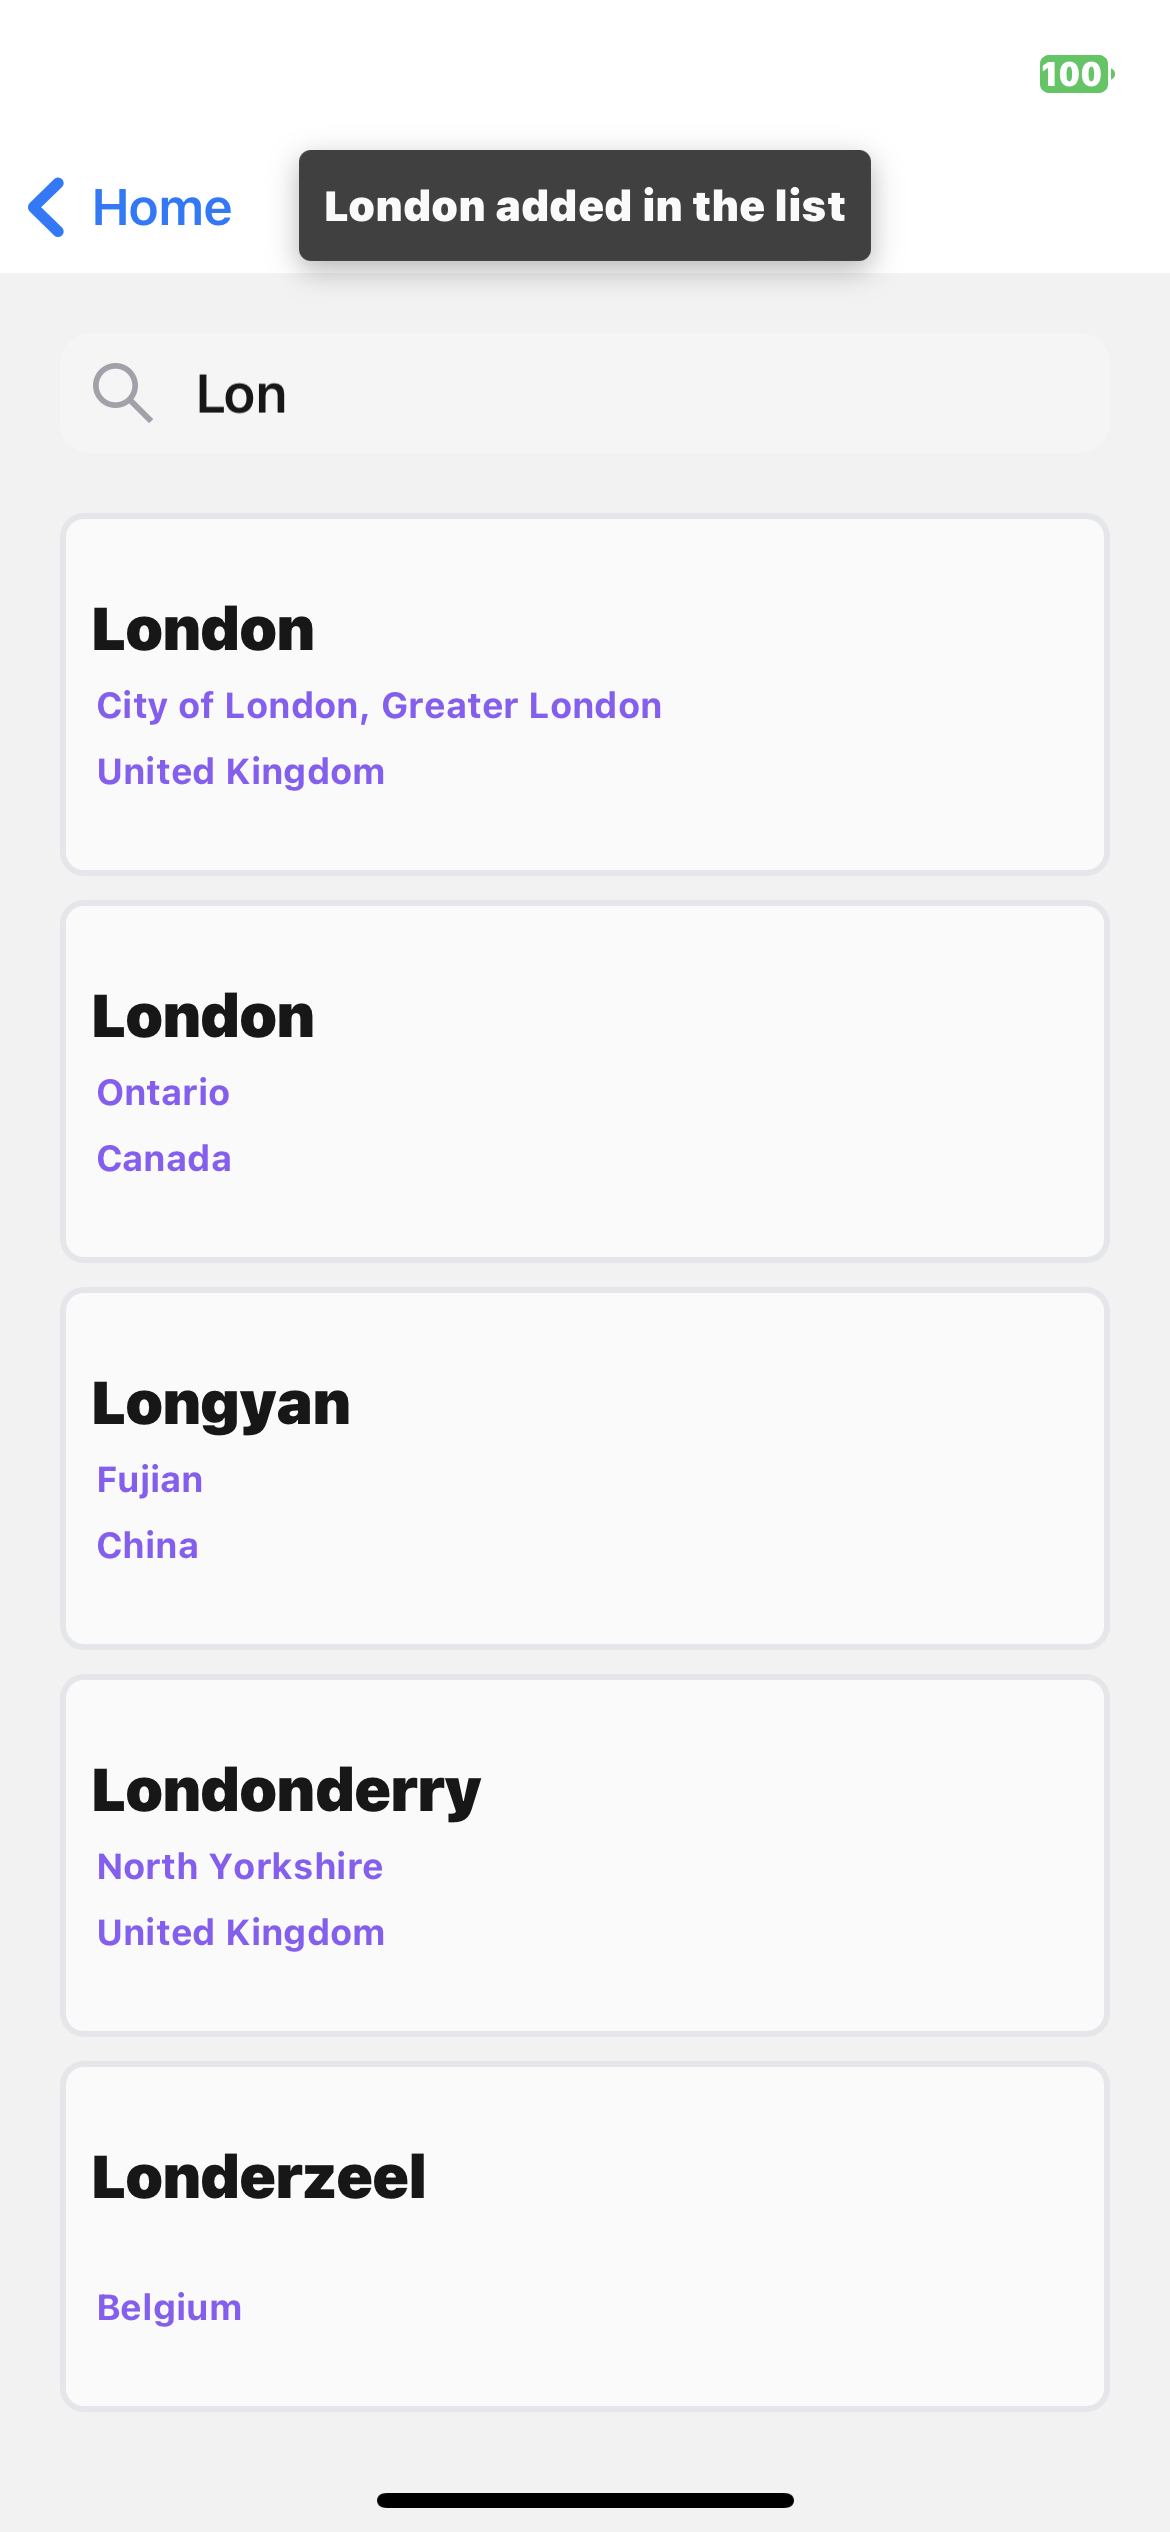 100
Home
London added in the list
Lon
London
City of London, Greater London
United Kingdom
London
Ontario
Canada
Longyan
Fujian
China
Londonderry
North Yorkshire
United Kingdom
Londerzeel
Belgium